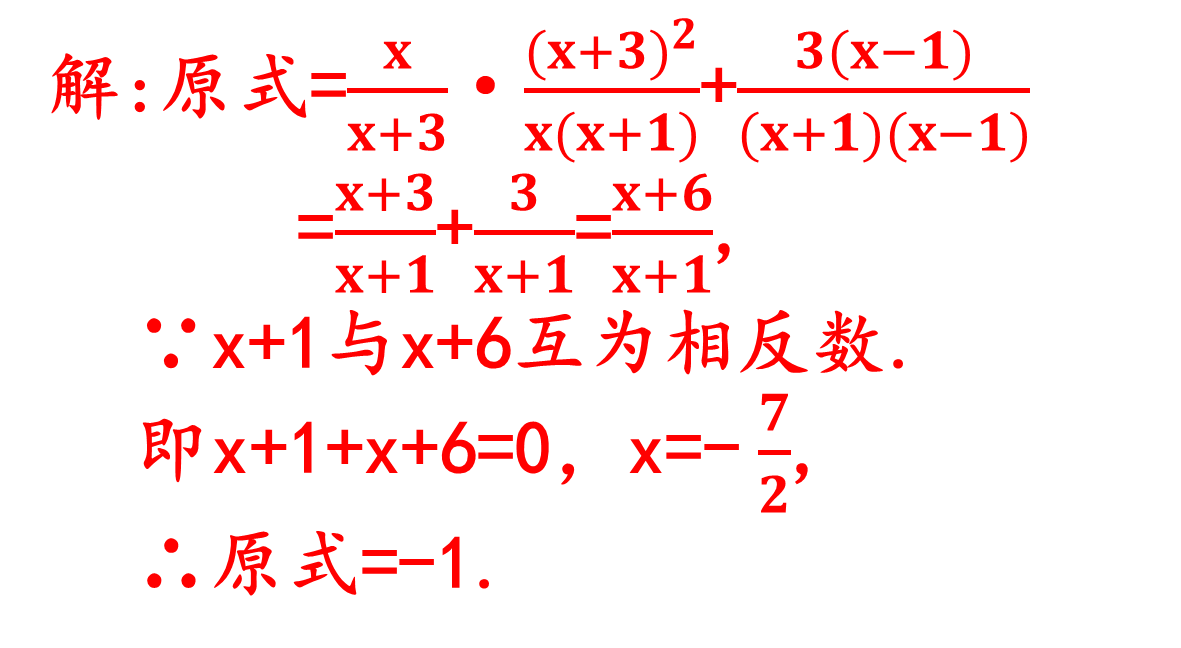 解:原式=x/(x+3)·(x+3)²/x(x+1)+3(x−1)/(x+1)(x−1)
=(x+3)/(x+1)+3/(x+1)=(x+6)/(x+1),
∵x+1与x+6互为相反数.
即x+1+x+6=0, x=-7/2,
∴原式=-1.